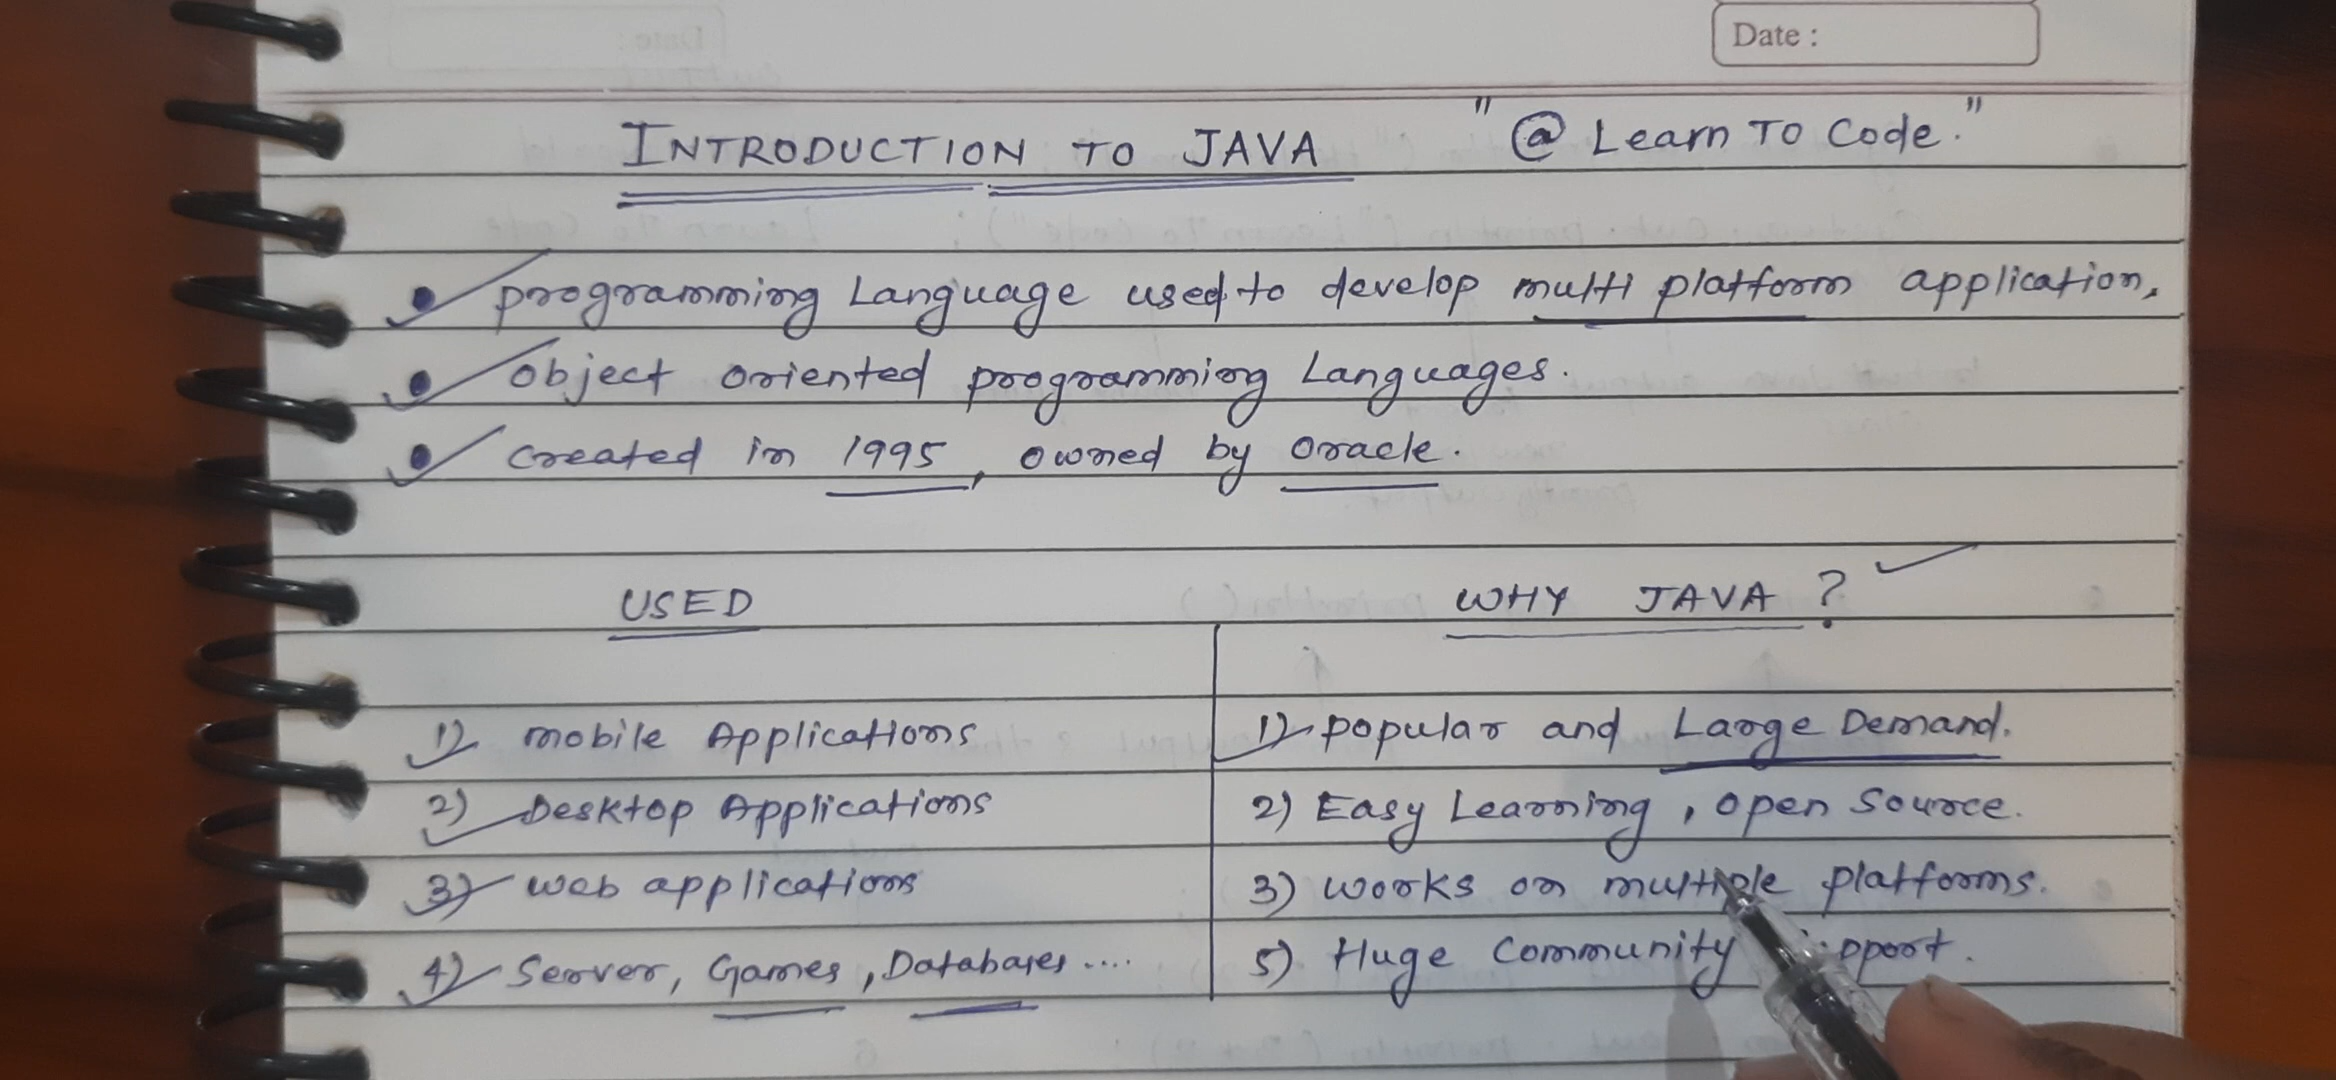 Date :
INTRODUCTION TO JAVA "@ Learn To Code."
• programming Language used to develop multi platform application.
• object oriented programming Languages.
• created in 1995, owned by oracle.
USED WHY JAVA ?
1) mobile Applications 1) popular and Large Demand.
2) Desktop Applications 2) Easy Learning, open source.
3) web applications 3) works on multiple platforms.
4) Server, Games, Databases .... 5) Huge Community